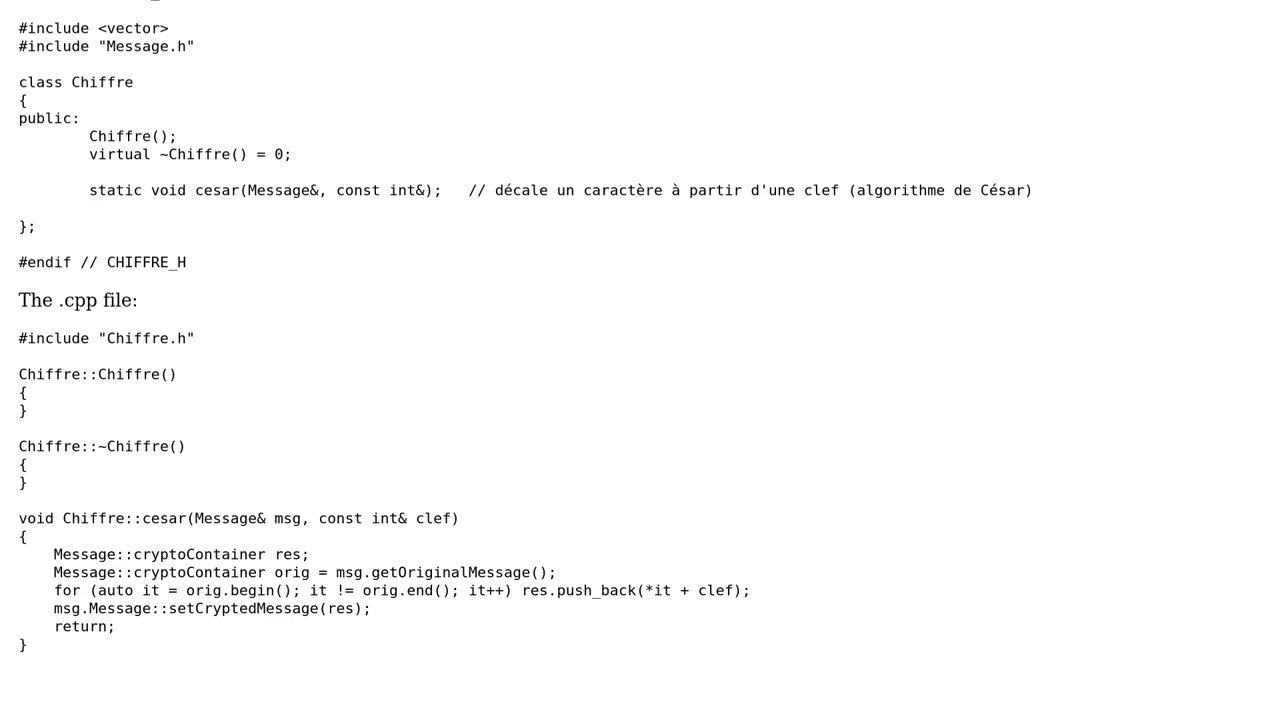 #include <vector>
#include "Message.h"
class Chiffre
{
public:
Chiffre();
virtual ~Chiffre() = 0;
static void cesar(Message&, const int&);   // décale un caractère à partir d'une clef (algorithme de César)
};
#endif // CHIFFRE_H
The .cpp file:
#include "Chiffre.h"
Chiffre::Chiffre()
{
}
Chiffre::~Chiffre()
{
}
void Chiffre::cesar(Message& msg, const int& clef)
{
    Message::cryptoContainer res;
    Message::cryptoContainer orig = msg.getOriginalMessage();
    for (auto it = orig.begin(); it != orig.end(); it++) res.push_back(*it + clef);
    msg.Message::setCryptedMessage(res);
    return;
}